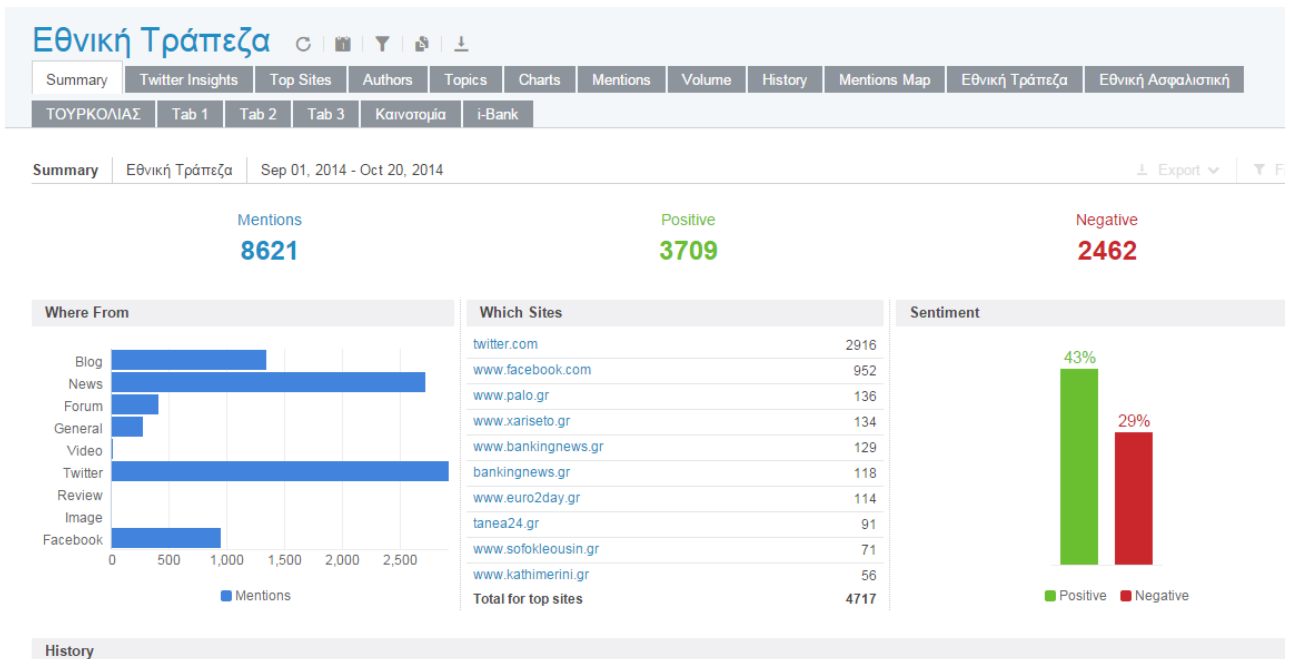 Εθνική Τράπεζα
Summary Twitter Insights Top Sites Authors Topics Charts Mentions Volume History Mentions Map Εθνική Τράπεζα Εθνική Ασφαλιστική
ΤΟΥΡΚΟΛΙΑΣ Tab 1 Tab 2 Tab 3 Καινοτομία i-Bank
Summary Εθνική Τράπεζα Sep 01, 2014 - Oct 20, 2014 Export
Mentions Positive Negative
8621 3709 2462
Where From Which Sites Sentiment
twitter.com 2916
www.facebook.com 952
www.palo.gr 136
www.xariseto.gr 134
www.bankingnews.gr 129
bankingnews.gr 118
www.euro2day.gr 114
tanea24.gr 91
www.sofokleousin.gr 71
www.kathimerini.gr 56
Total for top sites 4717
Blog
News
Forum
General
Video
Twitter
Review
Image
Facebook
0 500 1,000 1,500 2,000 2,500
Mentions
43%
29%
Positive Negative
History